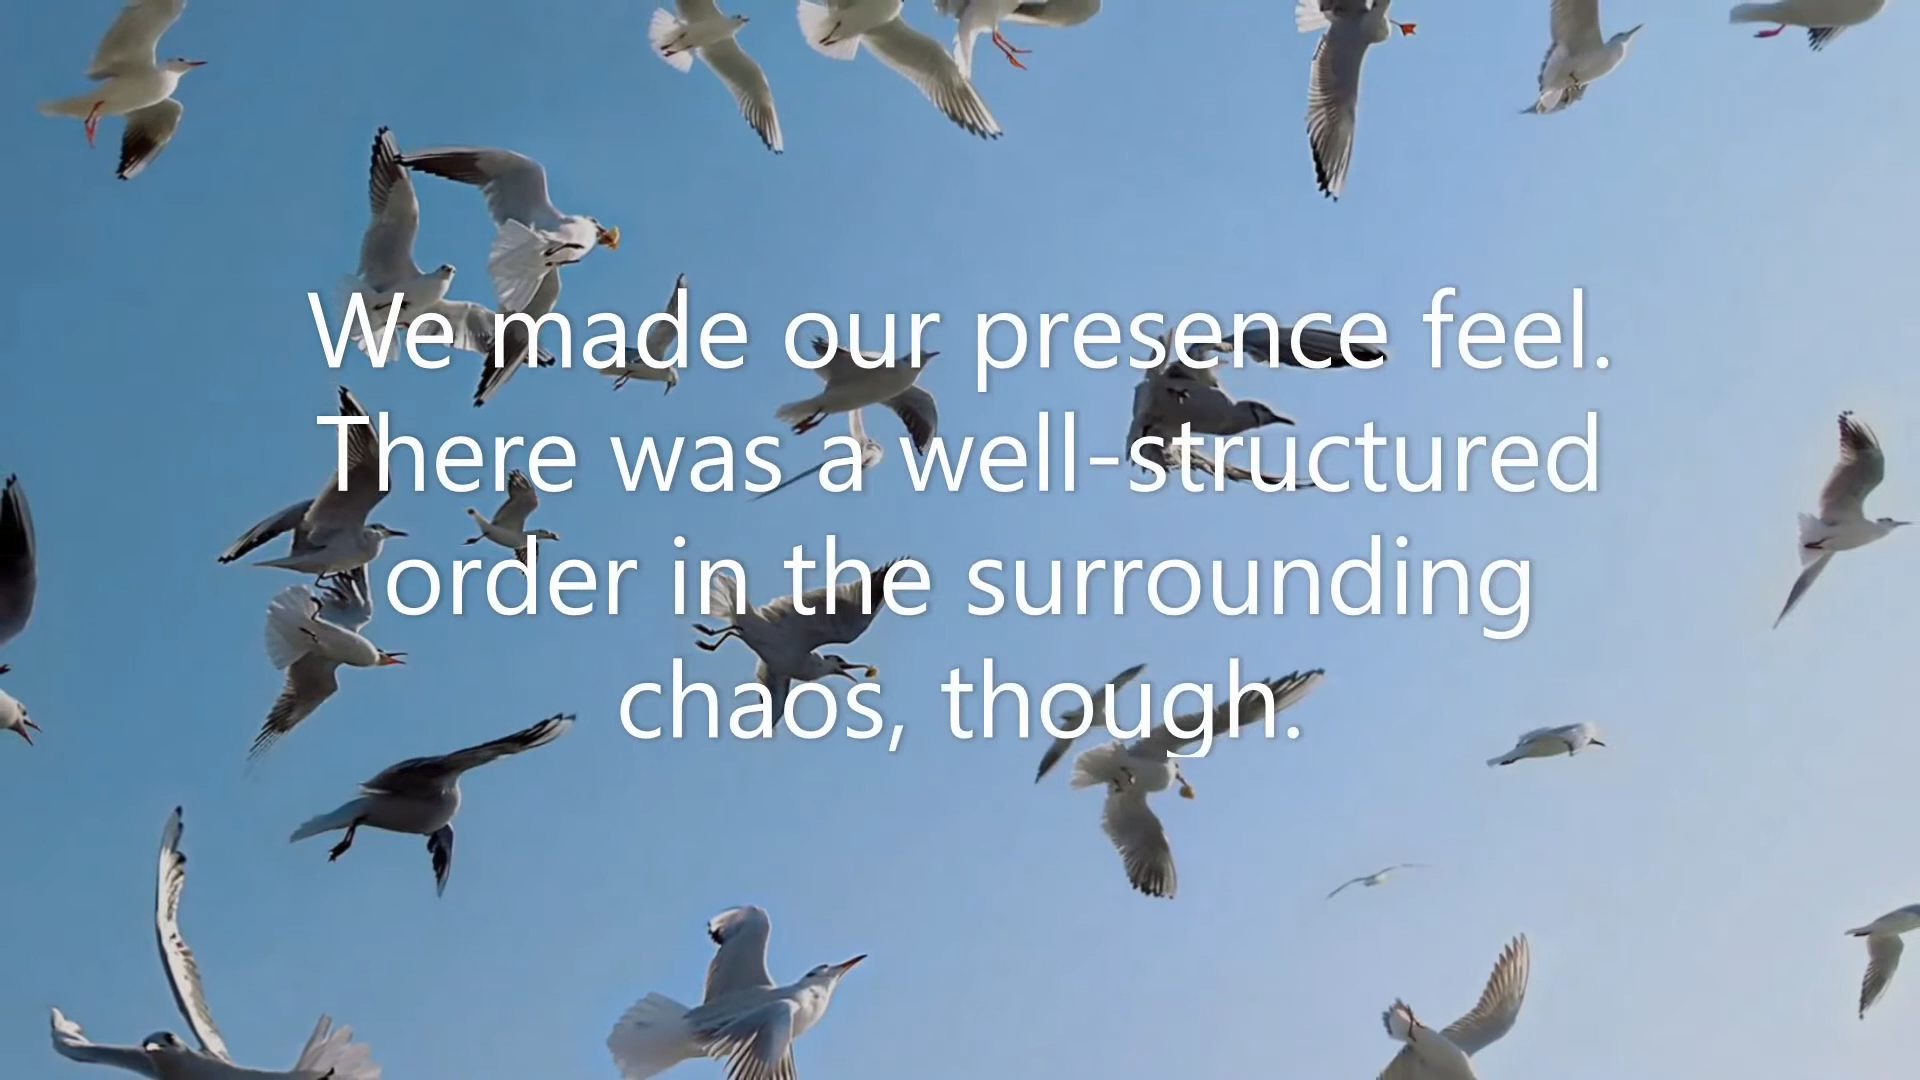 We made our presence feel.
There was a well-structured
order in the surrounding
chaos, though.